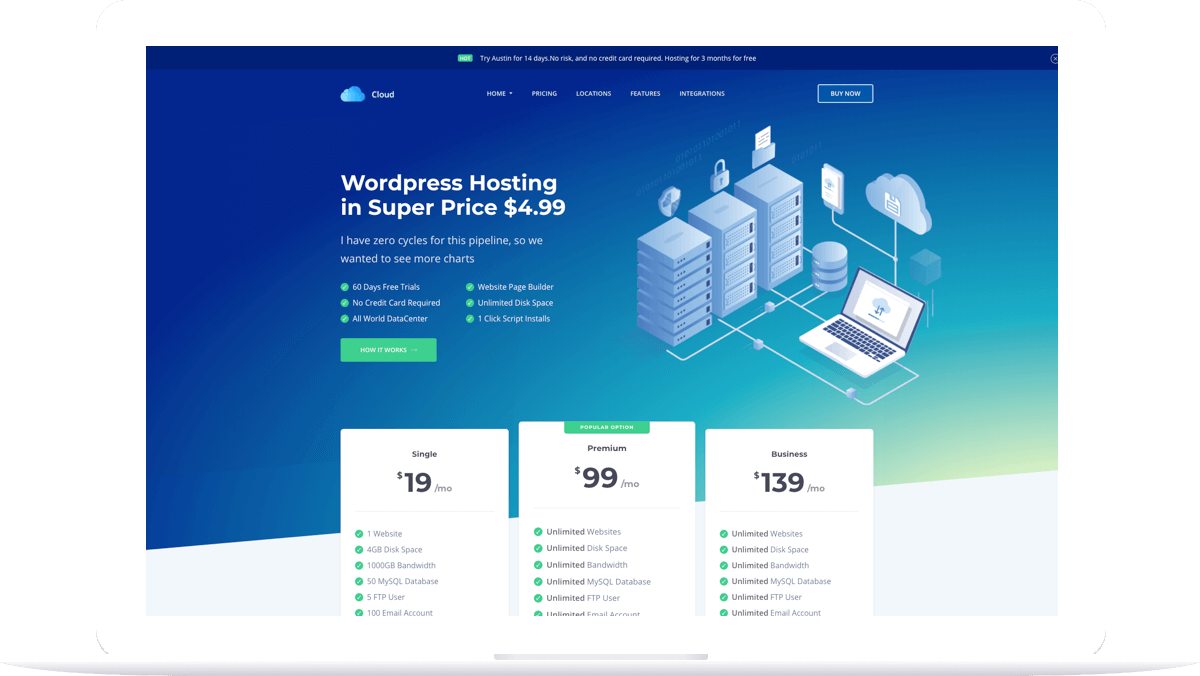 HOT Try Austin for 14 days.No risk, and no credit card required. Hosting for 3 months for free
Cloud HOME PRICING LOCATIONS FEATURES INTEGRATIONS BUY NOW
Wordpress Hosting
in Super Price $4.99
I have zero cycles for this pipeline, so we
wanted to see more charts
60 Days Free Trials
Website Page Builder
No Credit Card Required
Unlimited Disk Space
All World DataCenter
1 Click Script Installs
HOW IT WORKS →
Single
$19 /mo
1 Website
4GB Disk Space
1000GB Bandwidth
50 MySQL Database
5 FTP User
100 Email Account
POPULAR OPTION
Premium
$99 /mo
Unlimited Websites
Unlimited Disk Space
Unlimited Bandwidth
Unlimited MySQL Database
Unlimited FTP User
Unlimited Email Account
Business
$139 /mo
Unlimited Websites
Unlimited Disk Space
Unlimited Bandwidth
Unlimited MySQL Database
Unlimited FTP User
Unlimited Email Account